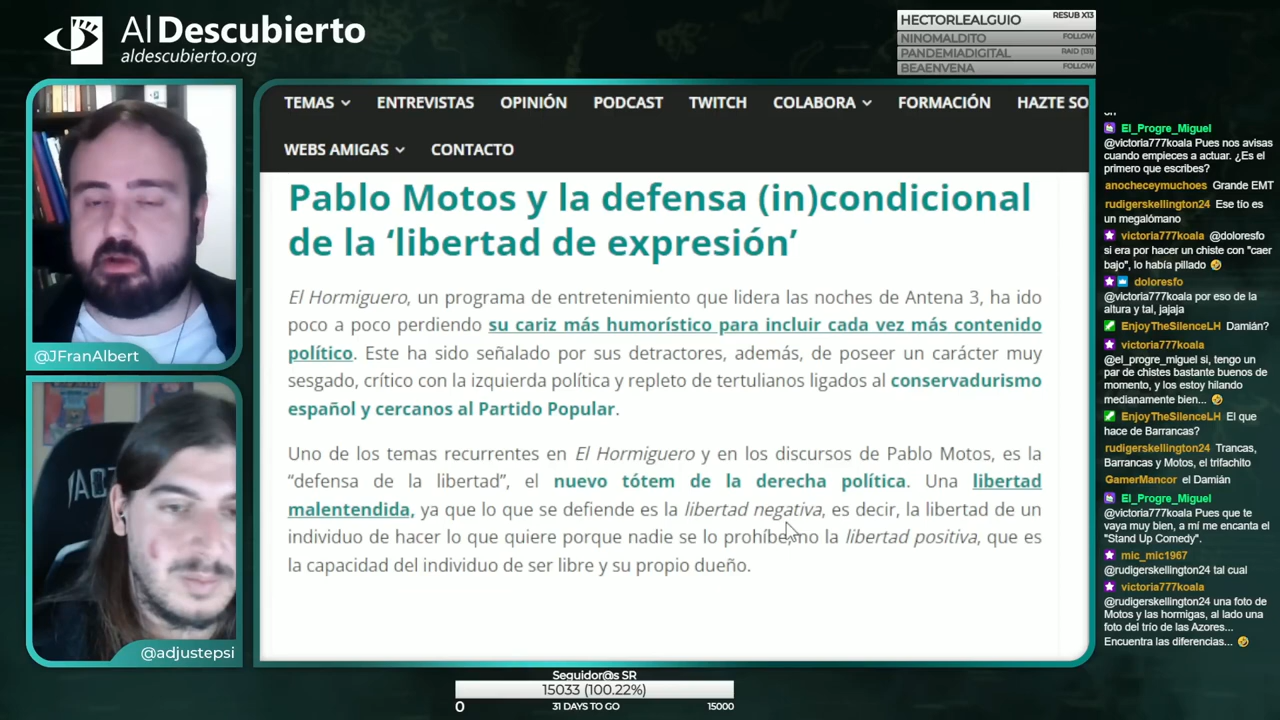 Al Descubierto
aldescubierto.org
HECTORLEALGUIO RESUB X13
NINOMALDITO FOLLOW
PANDEMIADIGITAL RAID (131)
BEAENVENA FOLLOW
TEMAS ENTREVISTAS OPINIÓN PODCAST TWITCH COLABORA FORMACIÓN HAZTE SO
WEBS AMIGAS CONTACTO
Pablo Motos y la defensa (in)condicional
de la ‘libertad de expresión’
El Hormiguero, un programa de entretenimiento que lidera las noches de Antena 3, ha ido
poco a poco perdiendo su cariz más humorístico para incluir cada vez más contenido
político. Este ha sido señalado por sus detractores, además, de poseer un carácter muy
sesgado, crítico con la izquierda política y repleto de tertulianos ligados al conservadurismo
español y cercanos al Partido Popular.
Uno de los temas recurrentes en El Hormiguero y en los discursos de Pablo Motos, es la
“defensa de la libertad”, el nuevo tótem de la derecha política. Una libertad
malentendida, ya que lo que se defiende es la libertad negativa, es decir, la libertad de un
individuo de hacer lo que quiere porque nadie se lo prohíbe, no la libertad positiva, que es
la capacidad del individuo de ser libre y su propio dueño.
@JFranAlbert
@adjustepsi
El_Progre_Miguel
@victoria777koala Pues nos avisas
cuando empieces a actuar. ¿Es el
primero que escribes?
anocheceymuchoes Grande EMT
rudigerskellington24 Ese tío es
un megalómano
victoria777koala @doloresfo
si era por hacer un chiste con "caer
bajo", lo había pillado 🤣
doloresfo
@victoria777koala por eso de la
altura y tal, jajaja
EnjoyTheSilenceLH Damián?
victoria777koala
@el_progre_miguel si, tengo un
par de chistes bastante buenos de
momento, y los estoy hilando
medianamente bien... 🤣
EnjoyTheSilenceLH El que
hace de Barrancas?
rudigerskellington24 Trancas,
Barrancas y Motos, el trifachito
GamerMancor el Damián
El_Progre_Miguel
@victoria777koala Pues que te
vaya muy bien, a mí me encanta el
"Stand Up Comedy".
mic_mic1967
@rudigerskellington24 tal cual
victoria777koala
@rudigerskellington24 una foto de
Motos y las hormigas, al lado una
foto del trío de las Azores...
Encuentra las diferencias... 🤣
Seguidor@s SR
15033 (100.22%)
0 31 DAYS TO GO 15000